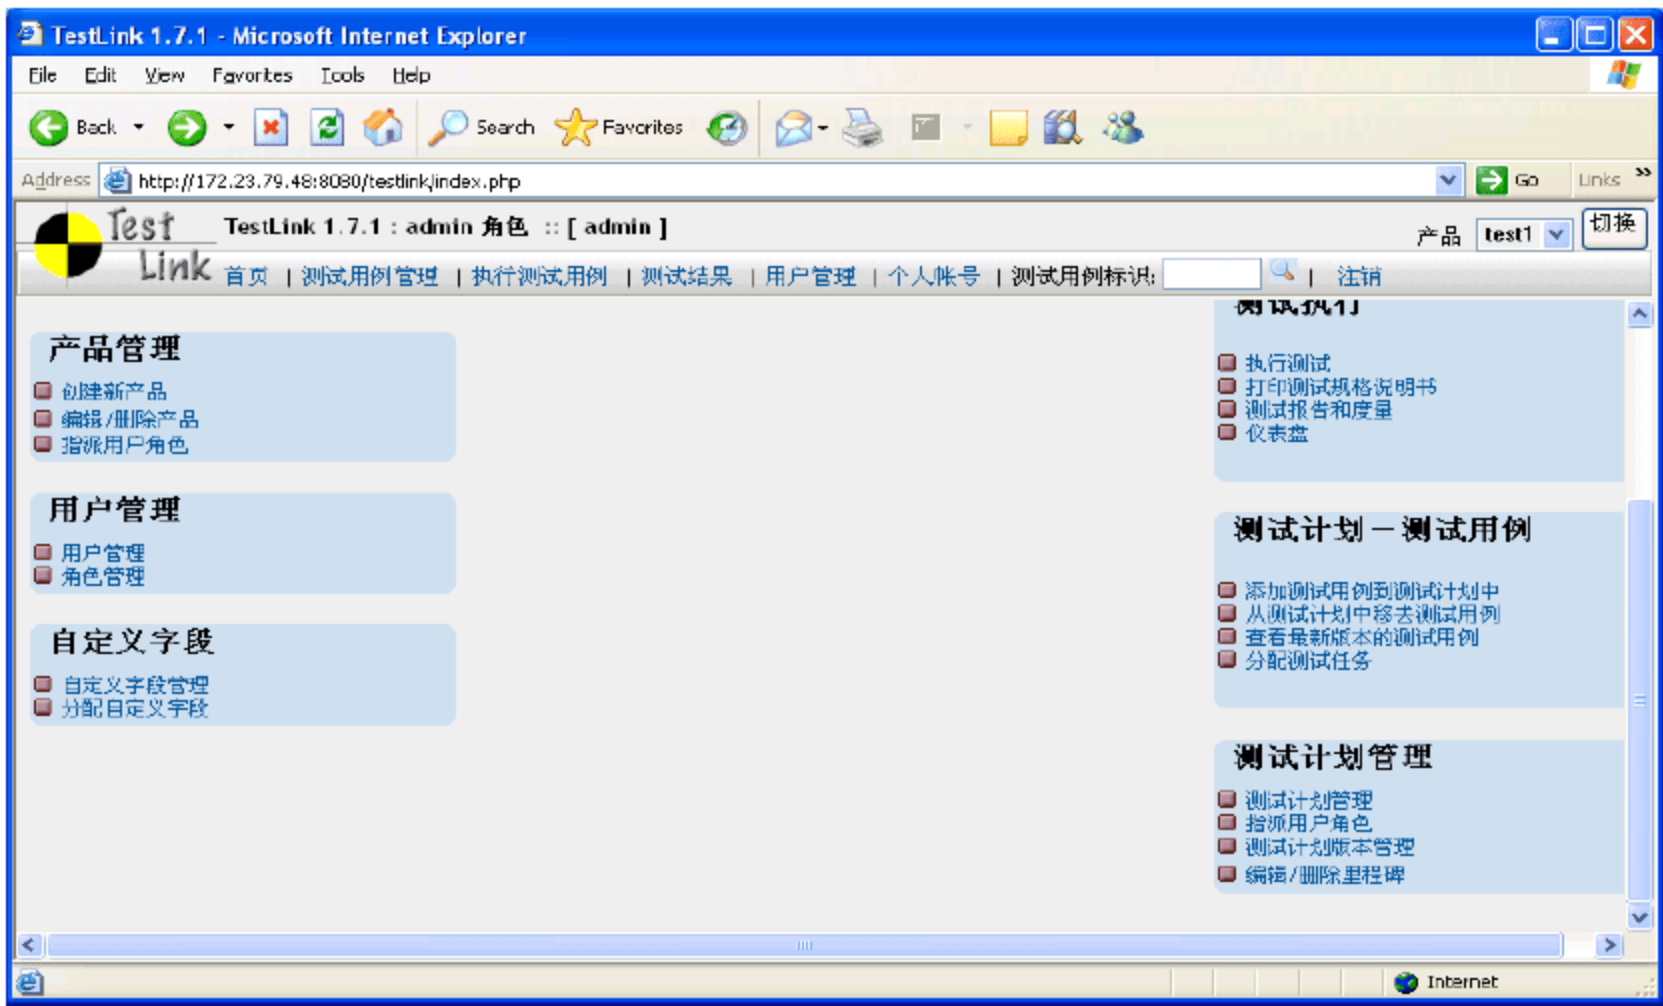 TestLink 1.7.1 - Microsoft Internet Explorer
File Edit View Favorites Tools Help
Back Search Favorites
Address http://172.23.79.48:8080/testlink/index.php Go Links »
Test Link
TestLink 1.7.1 : admin 角色 :: [ admin ]
产品 test1 切换
首页 | 测试用例管理 | 执行测试用例 | 测试结果 | 用户管理 | 个人帐号 | 测试用例标识: | 注销
产品管理
创建新产品
编辑/删除产品
指派用户角色
用户管理
用户管理
角色管理
自定义字段
自定义字段管理
分配自定义字段
测试执行
执行测试
打印测试规格说明书
测试报告和度量
仪表盘
测试计划－测试用例
添加测试用例到测试计划中
从测试计划中移去测试用例
查看最新版本的测试用例
分配测试任务
测试计划管理
测试计划管理
指派用户角色
测试计划版本管理
编辑/删除里程碑
Internet